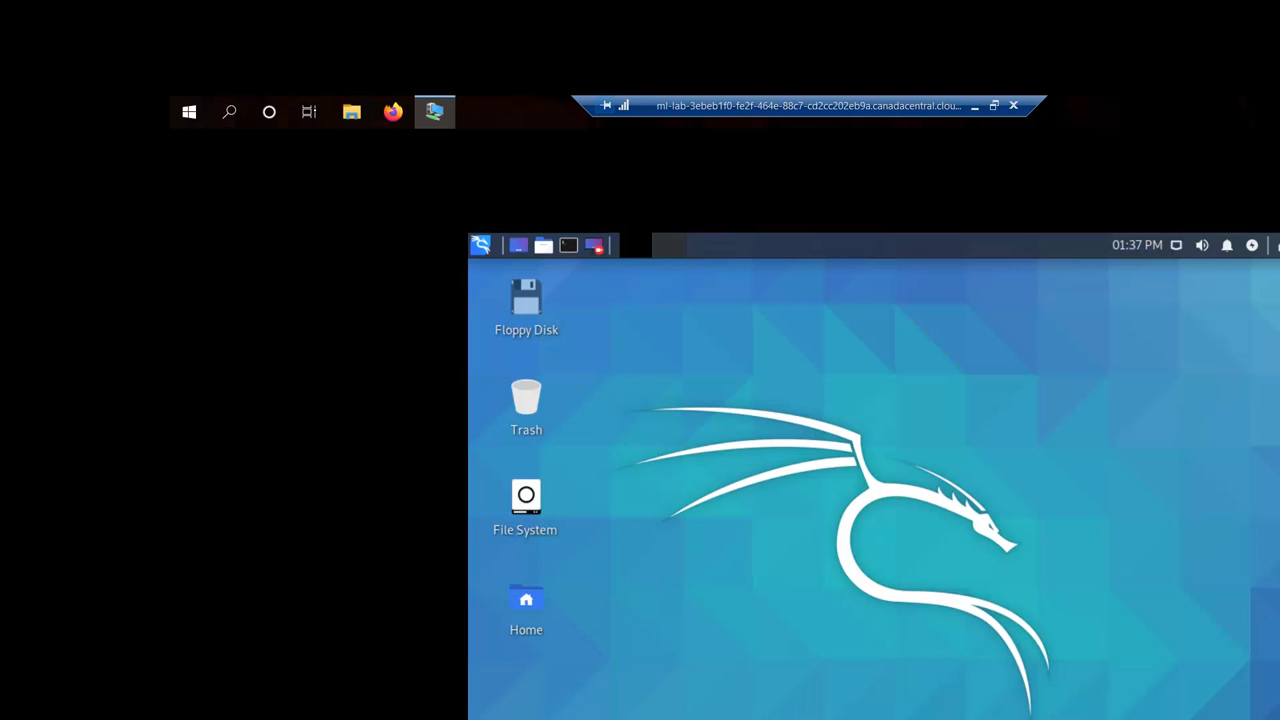 ml-lab-3ebeb1f0-fe2f-464e-88c7-cd2cc202eb9a.canadacentral.clou...
01:37 PM
Floppy Disk
Trash
File System
Home